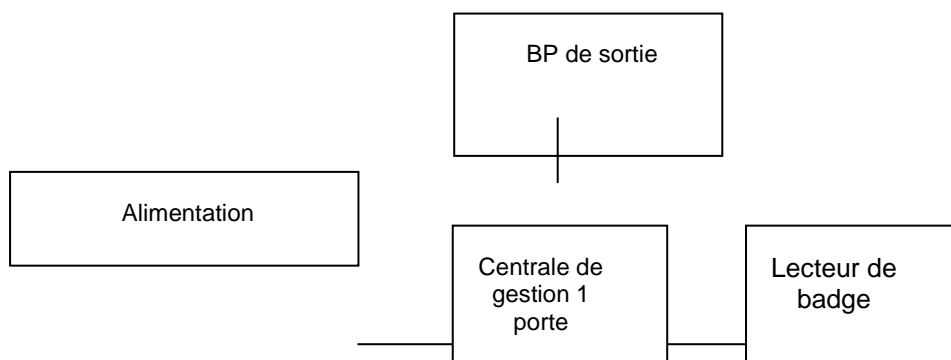 BP de sortie
Alimentation
Centrale de
gestion 1
porte
Lecteur de
badge